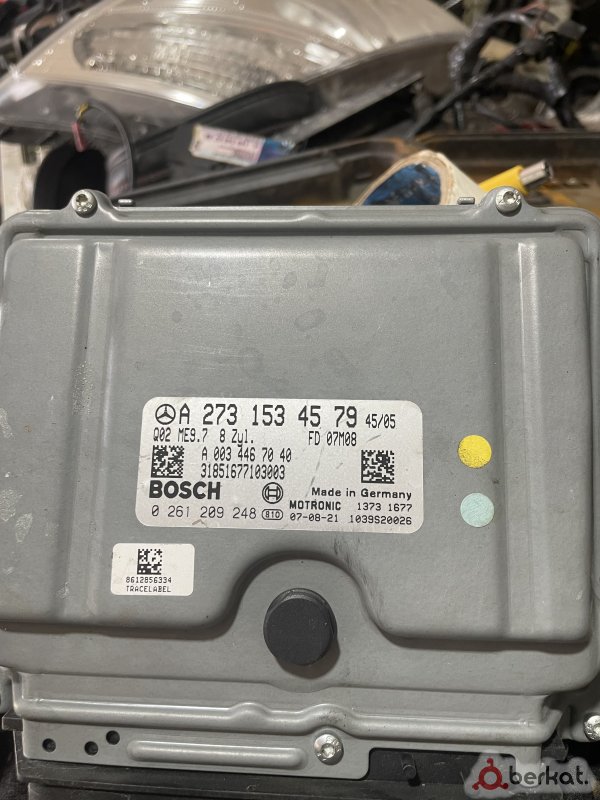 A 273 153 45 79 45/05
Q02 ME9.7 8 Zyl. FD 07M08
A 003 446 70 40
31851677103003
BOSCH
Made in Germany
MOTRONIC 1373 1677
0 261 209 248 810 07-08-21 1039S20026
8612856334
TRACELABEL
berkat.